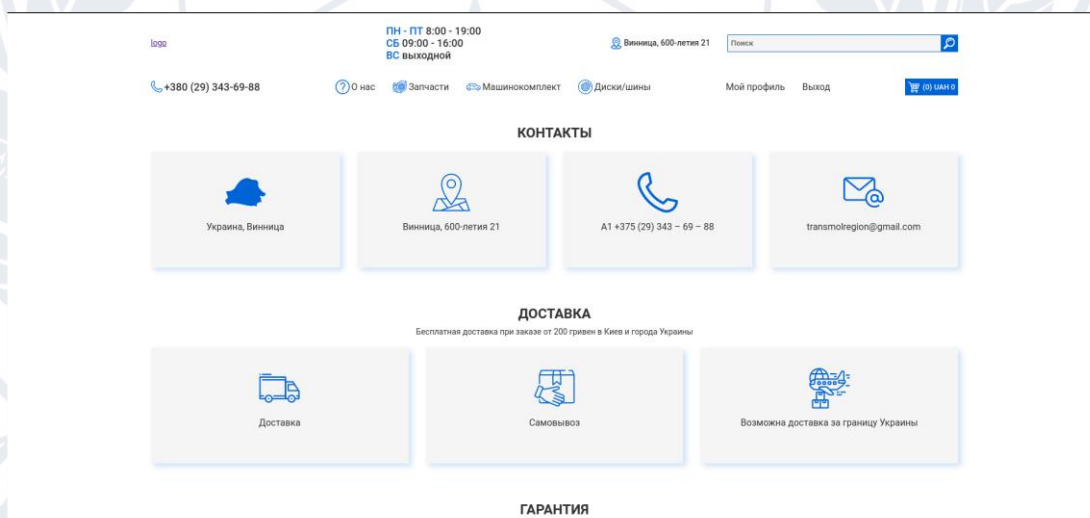 logo
ПН - ПТ 8:00 - 19:00
СБ 09:00 - 16:00
ВС выходной
Винница, 600-летия 21
Поиск
+380 (29) 343-69-88
О нас
Запчасти
Машинокомплект
Диски/шины
Мой профиль
Выход
(0) UAH 0
КОНТАКТЫ
Украина, Винница
Винница, 600-летия 21
А1 +375 (29) 343 – 69 – 88
transmolregion@gmail.com
ДОСТАВКА
Бесплатная доставка при заказе от 200 гривен в Киев и города Украины
Доставка
Самовывоз
Возможна доставка за границу Украины
ГАРАНТИЯ